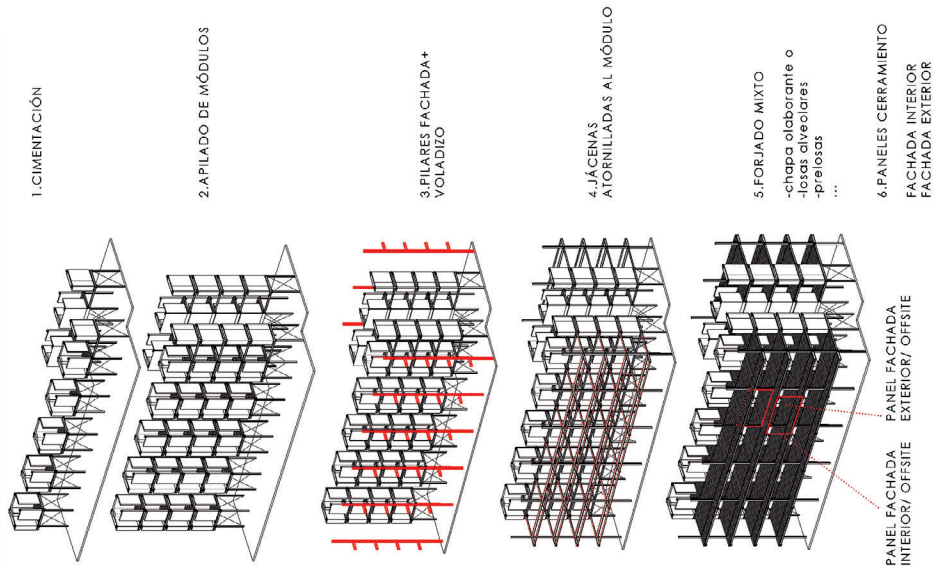 1.CIMENTACIÓN
2.APILADO DE MÓDULOS
3.PILARES FACHADA+
VOLADIZO
4.JÁCENAS
ATORNILLADAS AL MÓDULO
5.FORJADO MIXTO
-chapa olaborante o
-losas alveolares
-prelosas
...
6.PANELES CERRAMIENTO
FACHADA INTERIOR
FACHADA EXTERIOR
PANEL FACHADA
INTERIOR/ OFFSITE
PANEL FACHADA
EXTERIOR/ OFFSITE